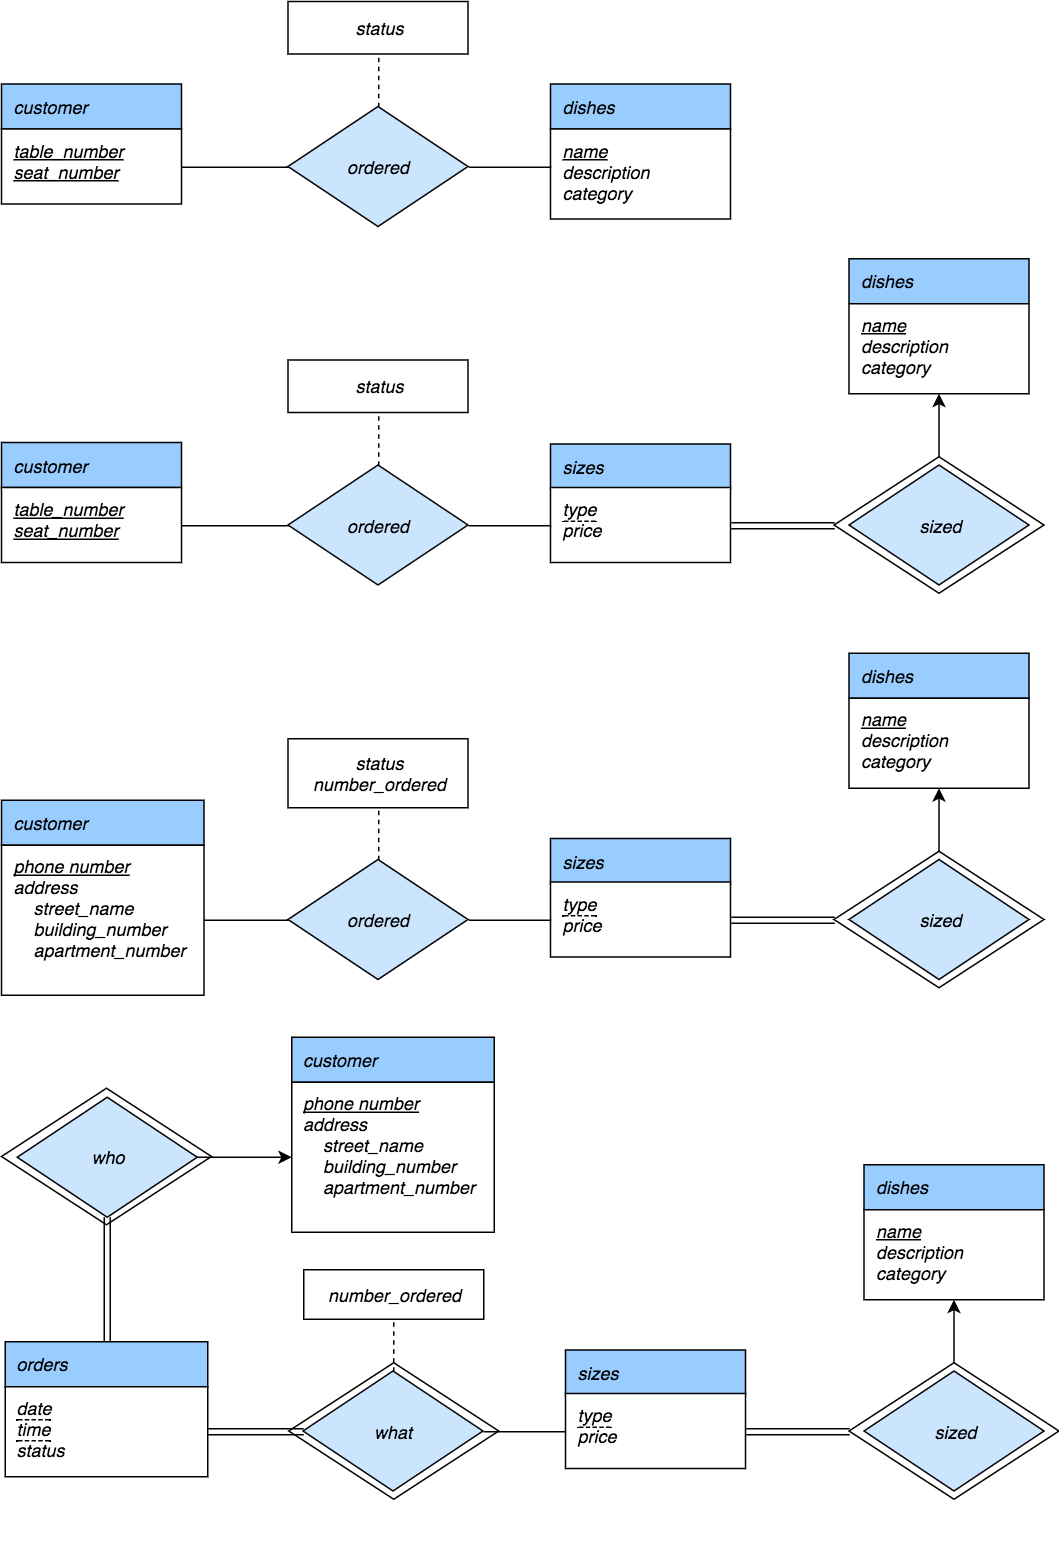 status
customer
table_number
seat_number
ordered
dishes
name
description
category
dishes
name
description
category
status
customer
table_number
seat_number
ordered
sizes
type
price
sized
dishes
name
description
category
status
number_ordered
customer
phone number
address
street_name
building_number
apartment_number
ordered
sizes
type
price
sized
customer
phone number
address
street_name
building_number
apartment_number
who
dishes
name
description
category
number_ordered
orders
date
time
status
what
sizes
type
price
sized